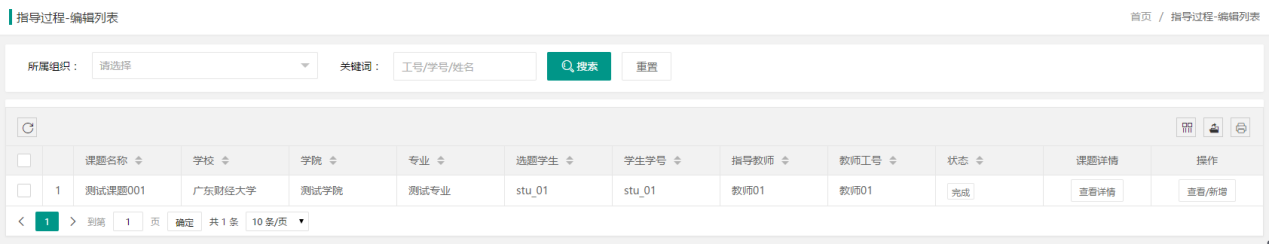 指导过程-编辑列表
首页 / 指导过程-编辑列表
所属组织： 请选择 关键词： 工号/学号/姓名 搜索 重置
课题名称 学校 学院 专业 选题学生 学生学号 指导教师 教师工号 状态 课题详情 操作
1 测试课题001 广东财经大学 测试学院 测试专业 stu_01 stu_01 教师01 教师01 完成 查看详情 查看/新增
1 到第 1 页 确定 共 1 条 10 条/页